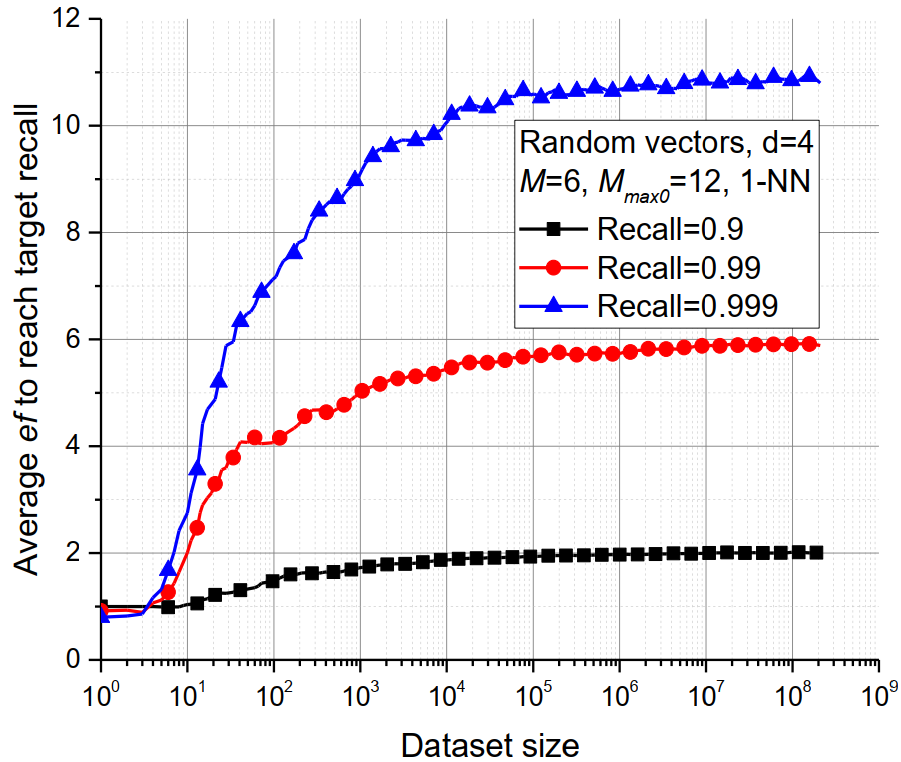 12
10
8
6
4
2
0
Average ef to reach target recall
Random vectors, d=4
M=6, Mmax0=12, 1-NN
Recall=0.9
Recall=0.99
Recall=0.999
10^0 10^1 10^2 10^3 10^4 10^5 10^6 10^7 10^8 10^9
Dataset size